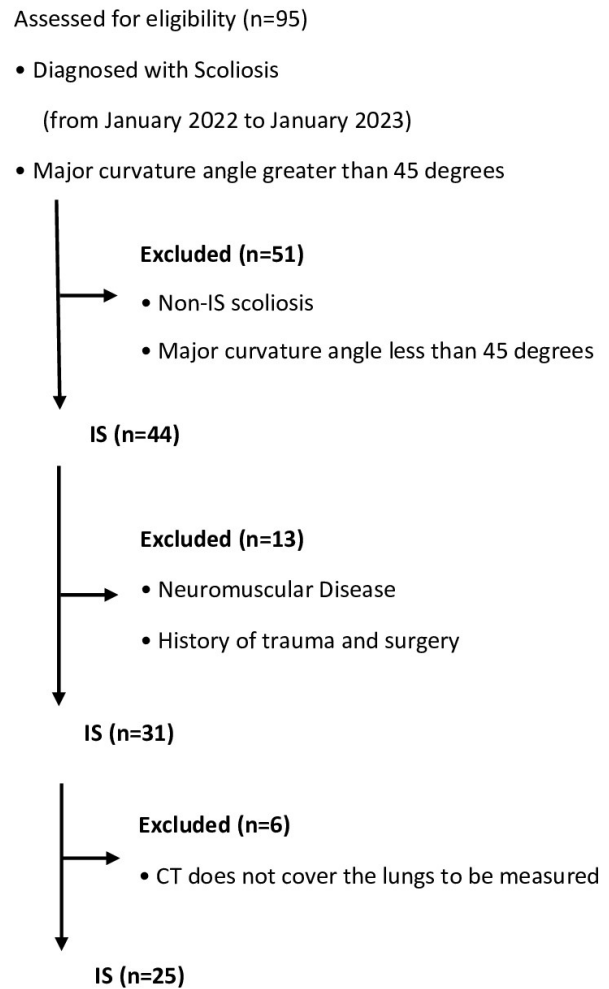 Assessed for eligibility (n=95)
• Diagnosed with Scoliosis
(from January 2022 to January 2023)
• Major curvature angle greater than 45 degrees
Excluded (n=51)
• Non-IS scoliosis
• Major curvature angle less than 45 degrees
IS (n=44)
Excluded (n=13)
• Neuromuscular Disease
• History of trauma and surgery
IS (n=31)
Excluded (n=6)
• CT does not cover the lungs to be measured
IS (n=25)